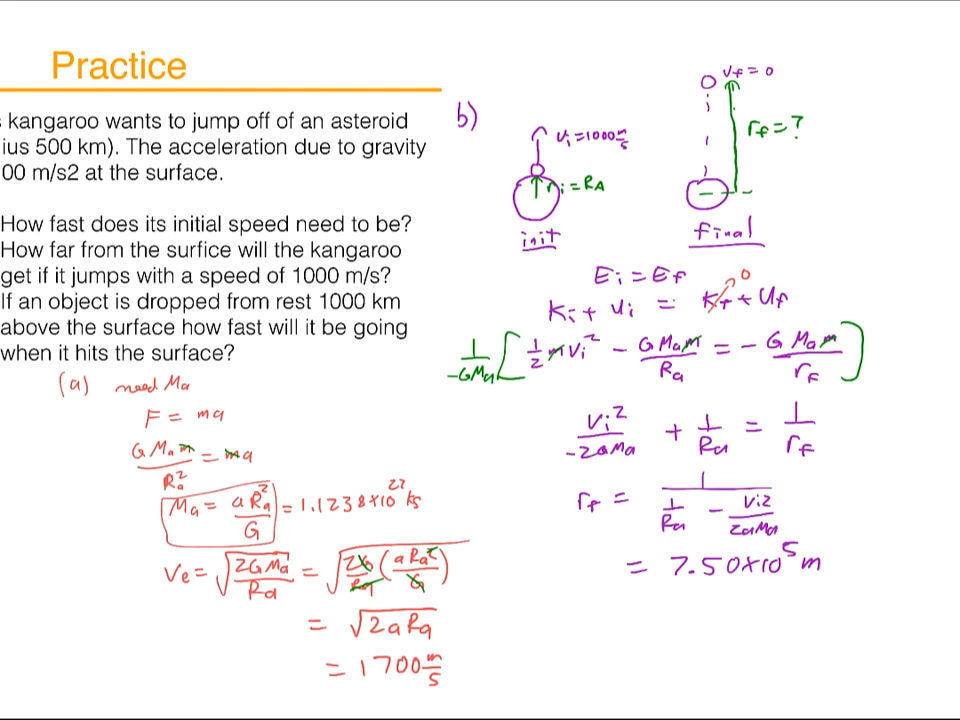 Practice
kangaroo wants to jump off of an asteroid
ius 500 km). The acceleration due to gravity
00 m/s2 at the surface.
How fast does its initial speed need to be?
How far from the surfice will the kangaroo
get if it jumps with a speed of 1000 m/s?
If an object is dropped from rest 1000 km
above the surface how fast will it be going
when it hits the surface?
(a) need Ma
F = ma
G Ma m / Ra² = ma
Ma = a Ra² / G = 1.1238×10²² kg
Ve = √(2GMa / Ra) = √(2G/Ra (a Ra² / G))
= √2aRa
= 1700 m/s
b)
Vi = 1000 m/s
ri = RA
init
Vf = 0
rf = ?
Final
Ei = Ef
Ki + Ui = Kf + Uf
0
1/-GMa [ 1/2 m Vi² - G Ma m / Ra = - G Ma m / rF ]
Vi² / -2GMa + 1/Ra = 1/rF
rf = 1 / (1/Ra - Vi2/2GMa)
= 7.50×10⁵ m